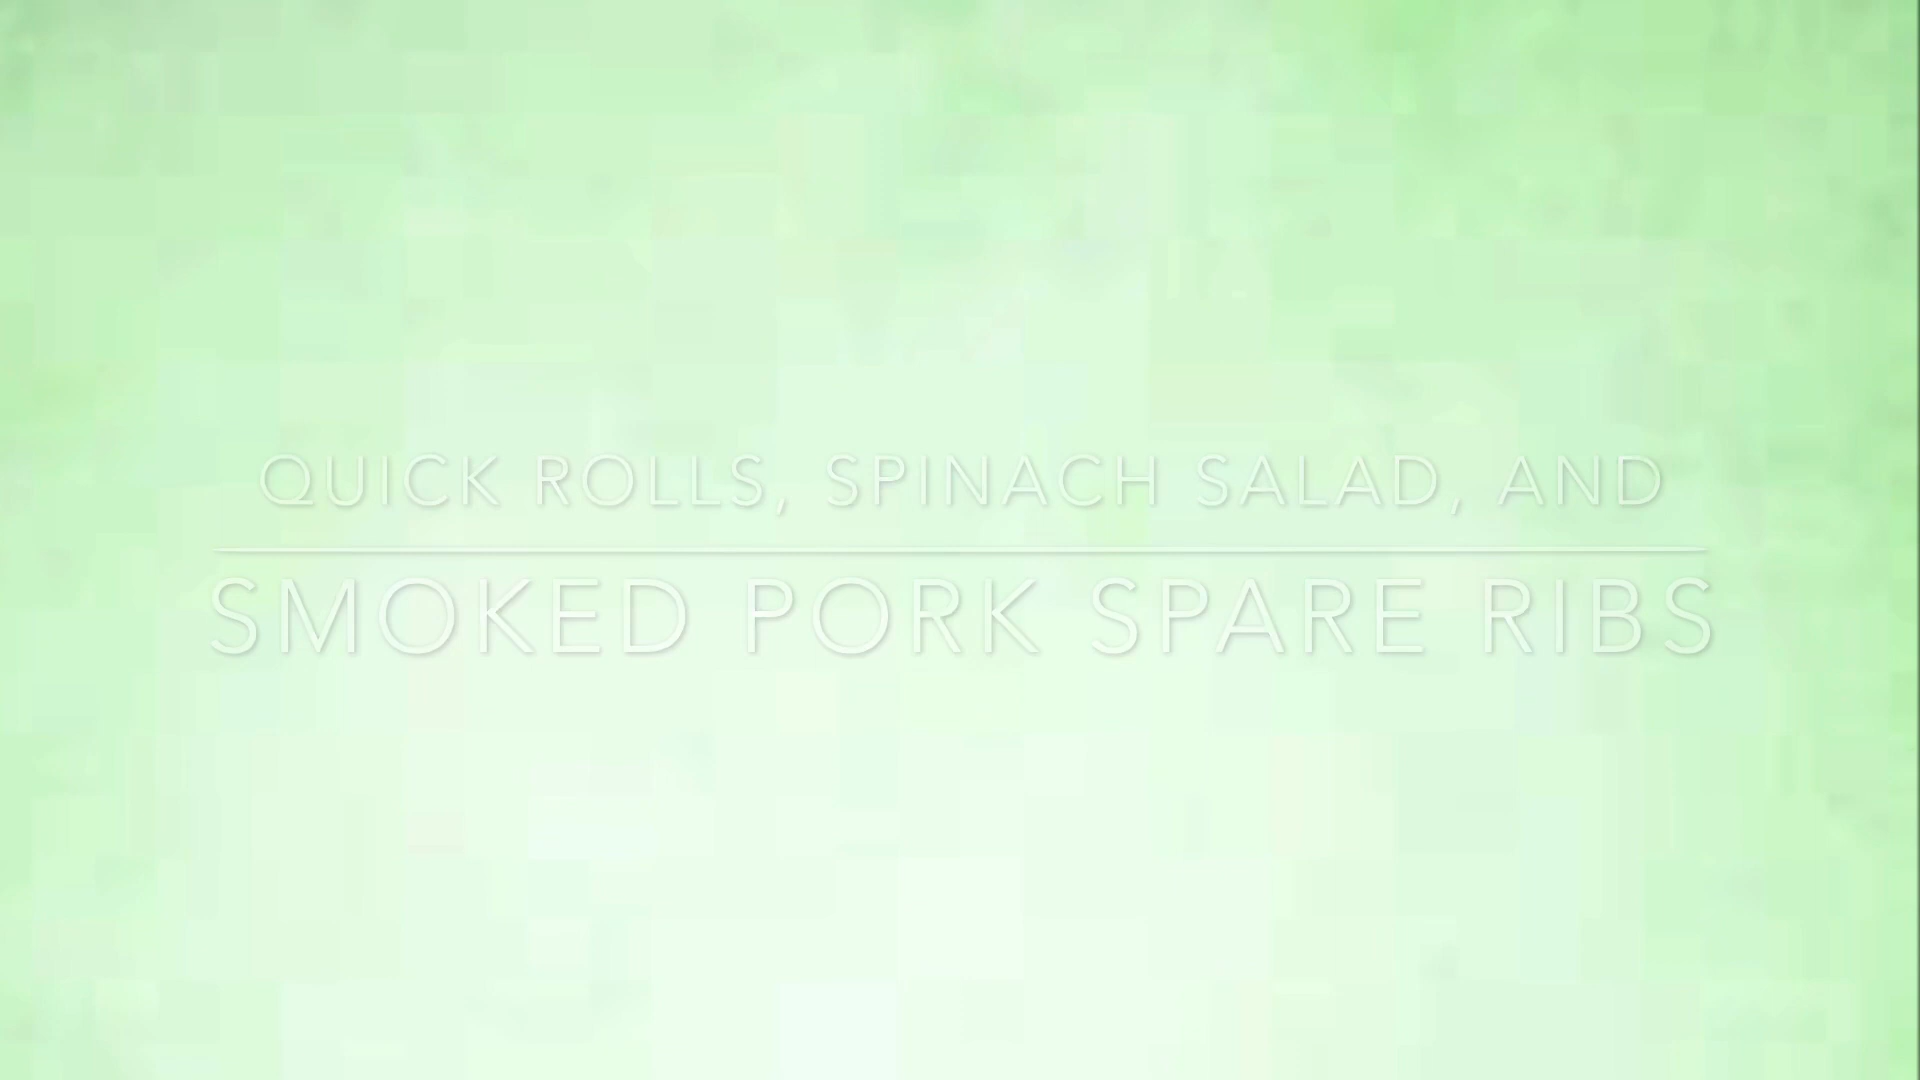 QUICK ROLLS, SPINACH SALAD, AND
SMOKED PORK SPARE RIBS